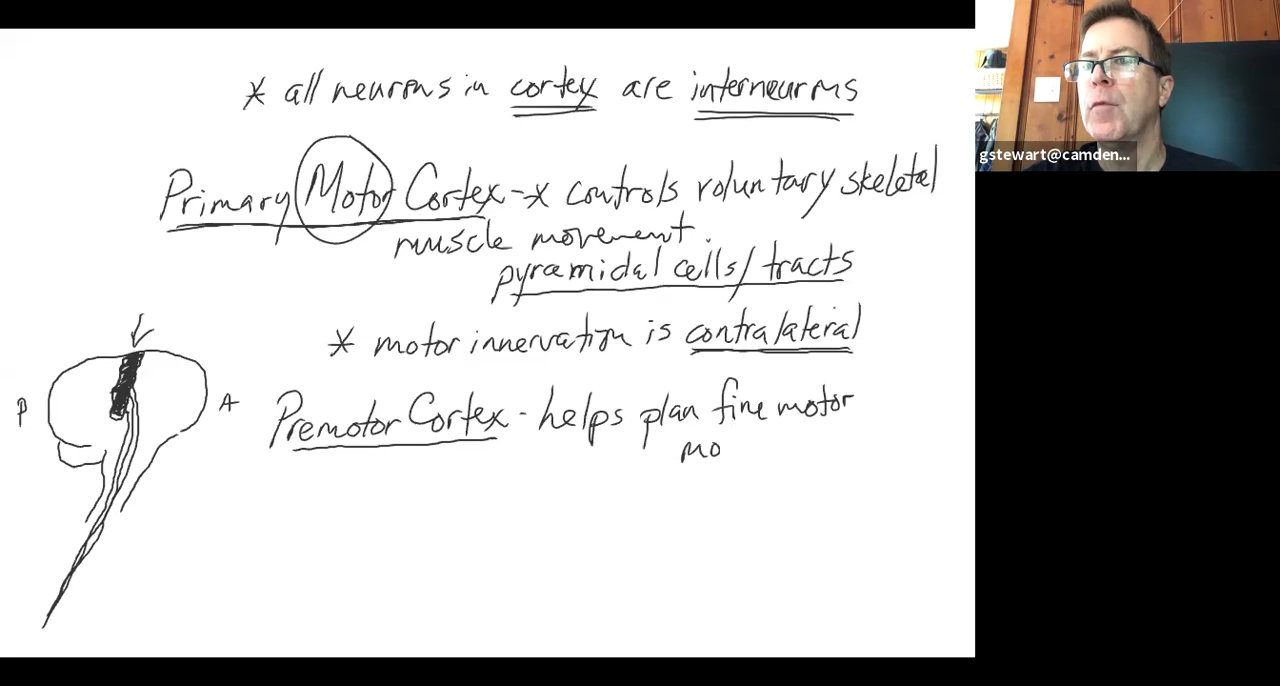 * all neurons in cortex are interneurons
gstewart@camden...
Primary Motor Cortex - * controls voluntary skeletal
muscle movement.
pyramidal cells/tracts
* motor innervation is contralateral
P
A
Premotor Cortex - helps plan fine motor
mo